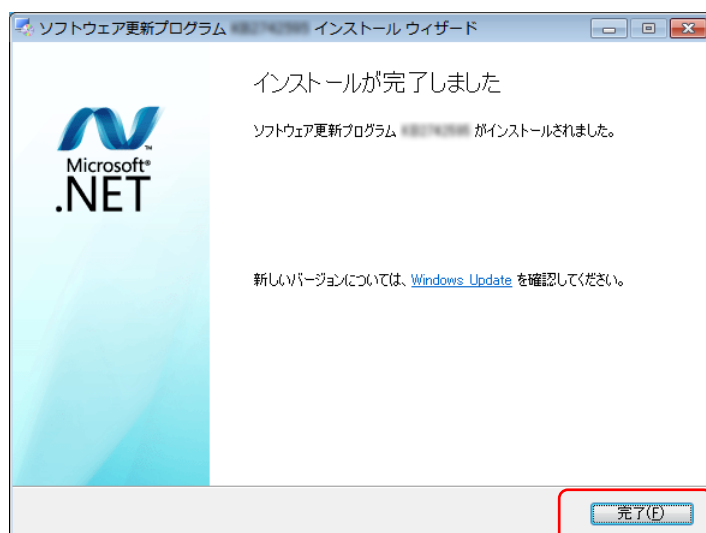 ソフトウェア更新プログラム インストール ウィザード
インストールが完了しました
ソフトウェア更新プログラム がインストールされました。
Microsoft®
.NET
新しいバージョンについては、Windows Update を確認してください。
完了(F)